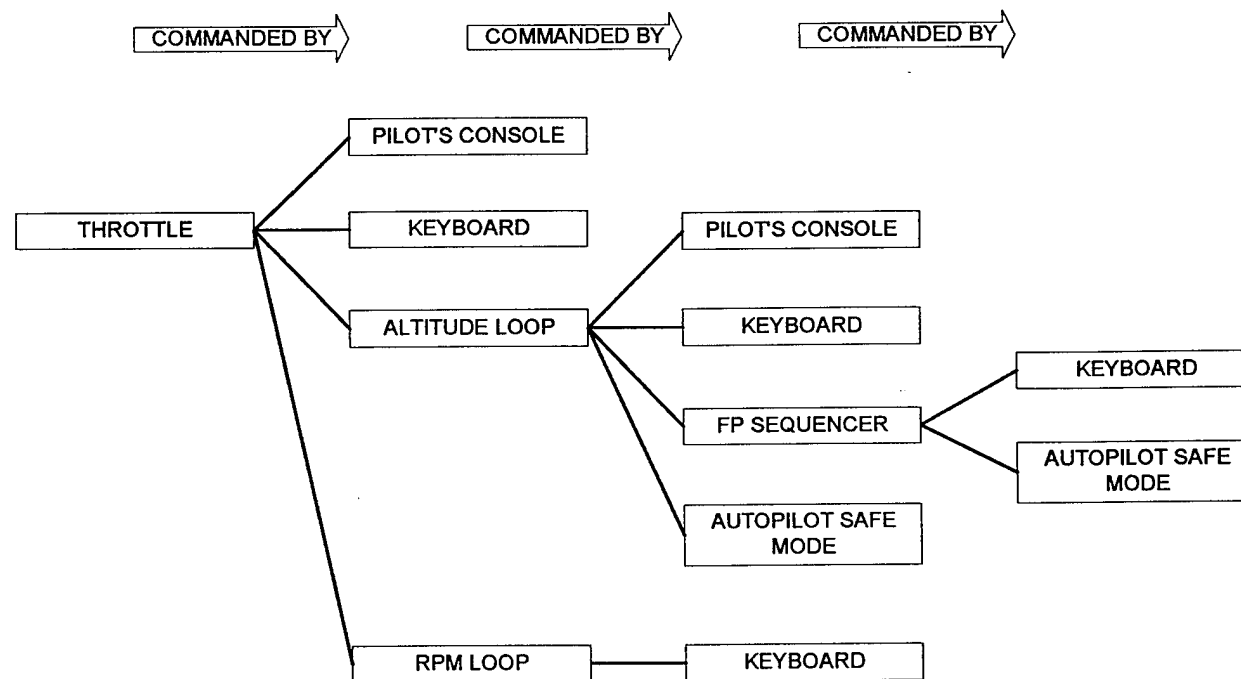 COMMANDED BY COMMANDED BY COMMANDED BY
PILOT'S CONSOLE
THROTTLE KEYBOARD PILOT'S CONSOLE
ALTITUDE LOOP KEYBOARD
KEYBOARD
FP SEQUENCER
AUTOPILOT SAFE
MODE
AUTOPILOT SAFE
MODE
RPM LOOP KEYBOARD